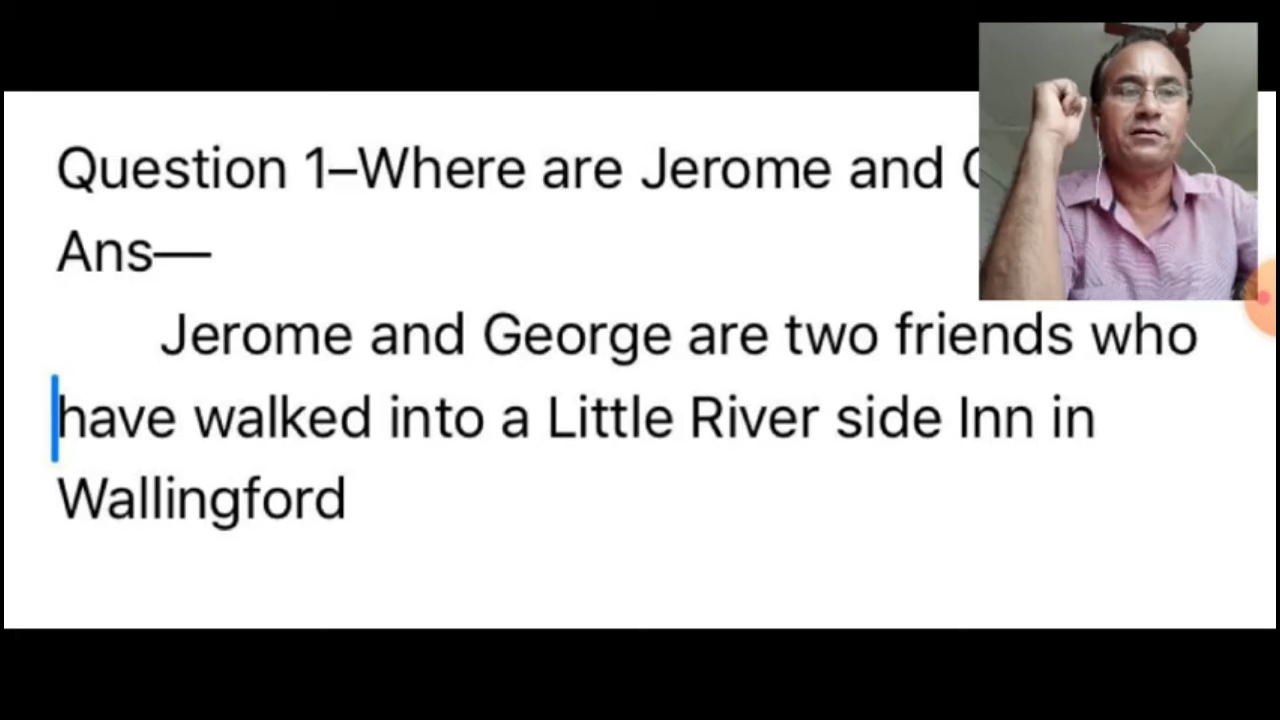 Question 1–Where are Jerome and
Ans—
Jerome and George are two friends who
have walked into a Little River side Inn in
Wallingford